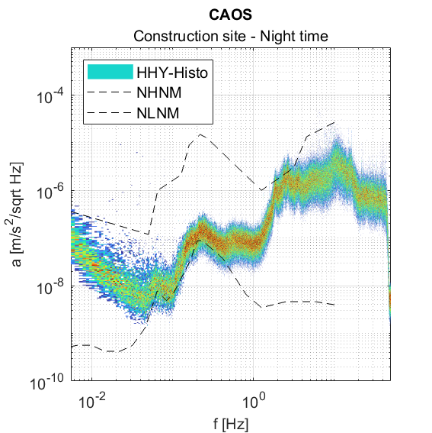 CAOS
Construction site - Night time
HHY-Histo
NHNM
NLNM
10^-4
10^-6
10^-8
10^-10
a [m/s^2/sqrt Hz]
10^-2
10^0
f [Hz]